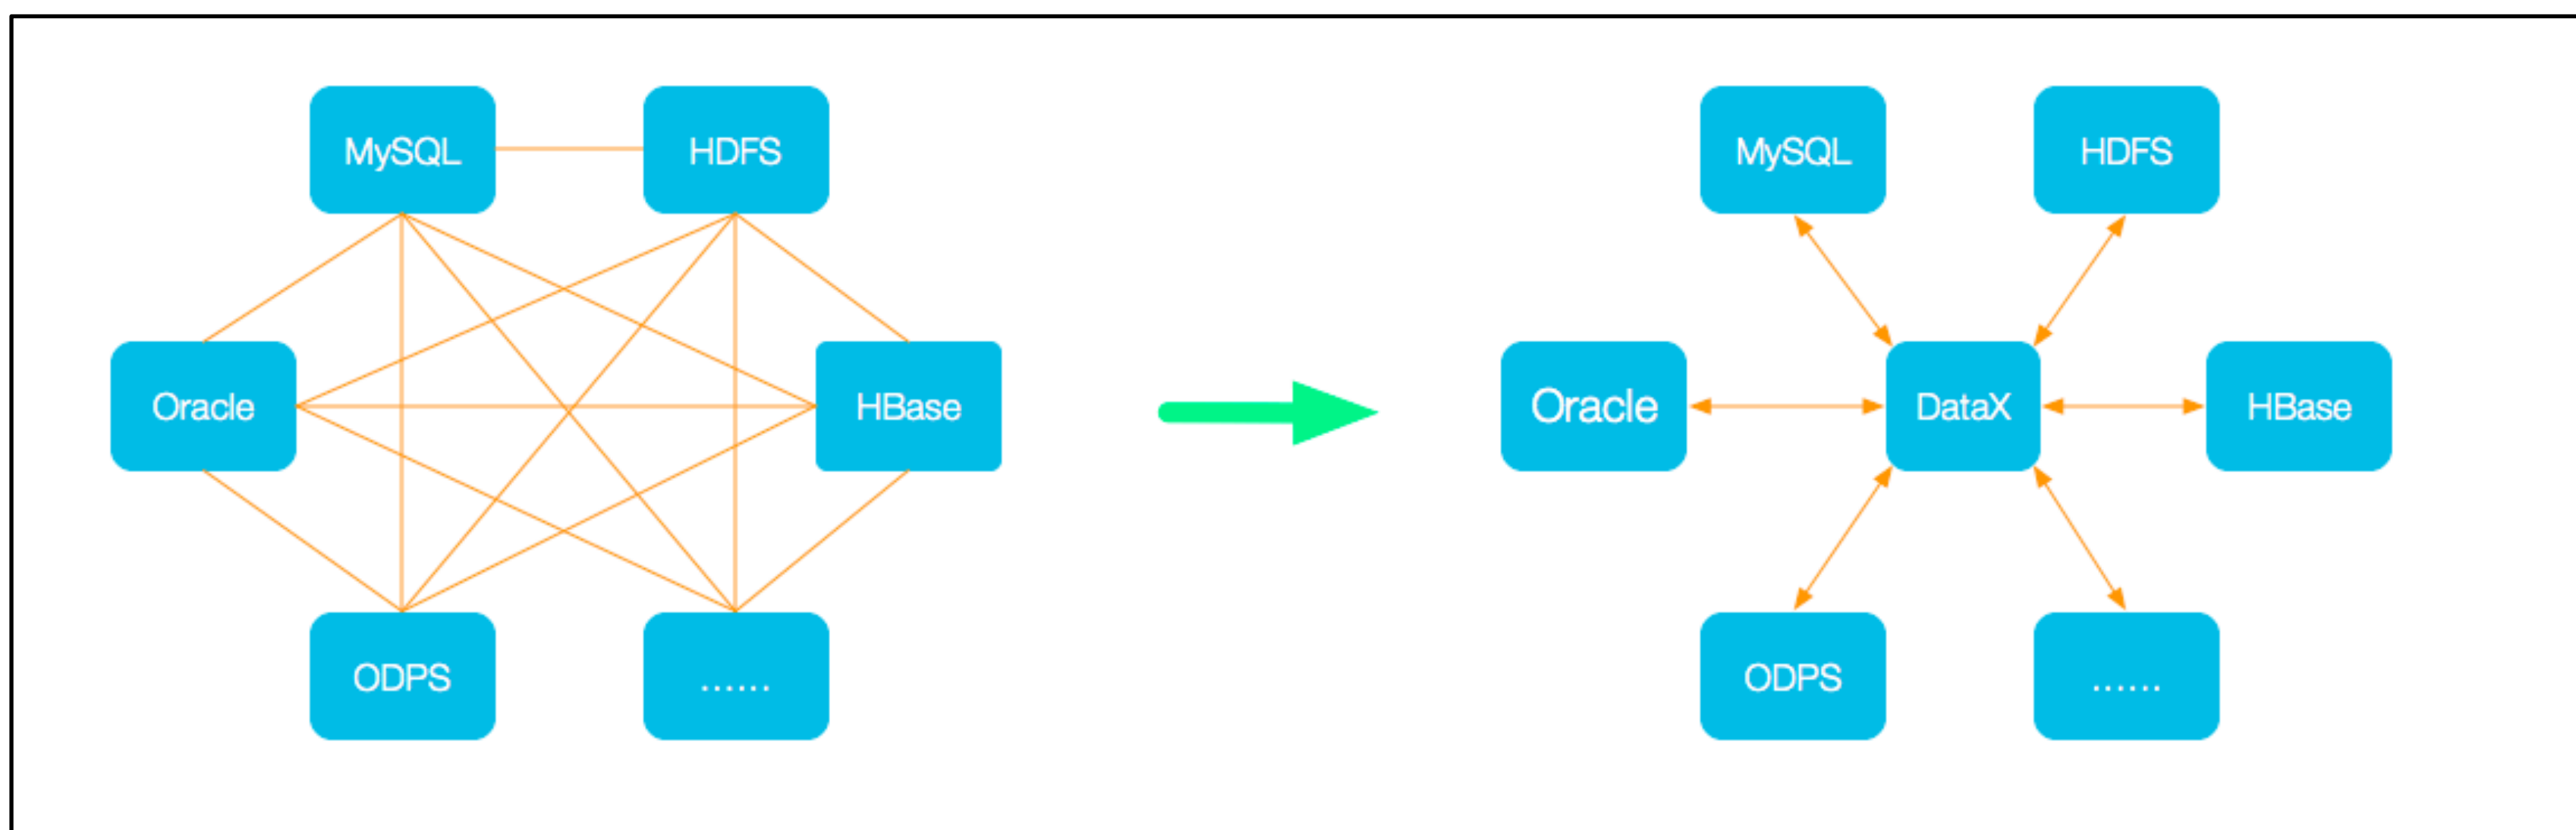 MySQL
HDFS
Oracle
HBase
ODPS
......
MySQL
HDFS
Oracle
DataX
HBase
ODPS
......